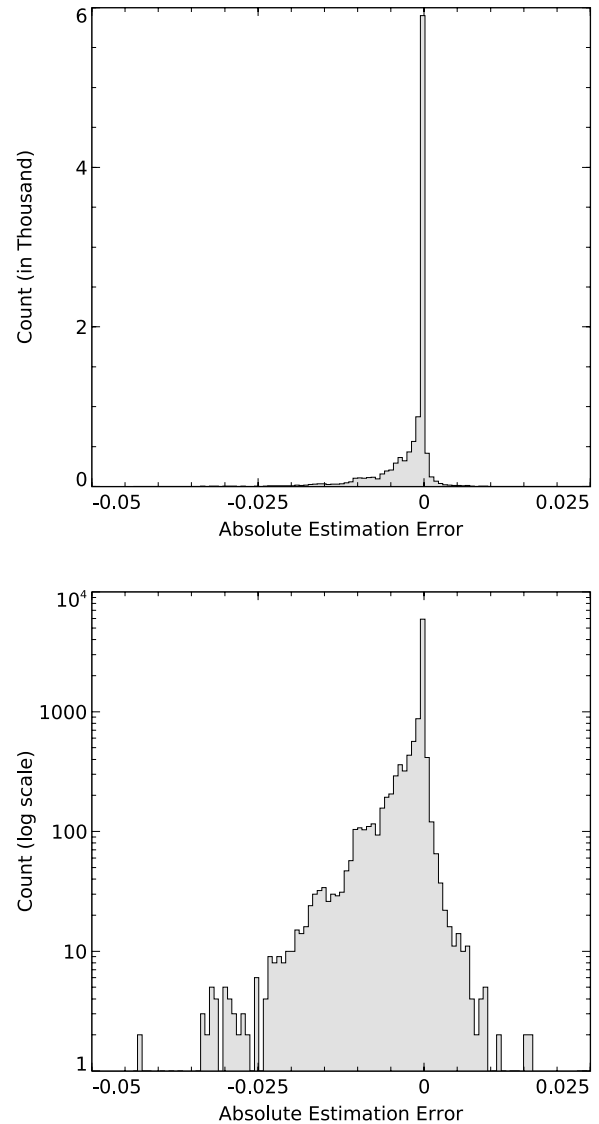 6
4
2
0
Count (in Thousand)
-0.05 -0.025 0 0.025
Absolute Estimation Error
10^4
1000
100
10
1
Count (log scale)
-0.05 -0.025 0 0.025
Absolute Estimation Error